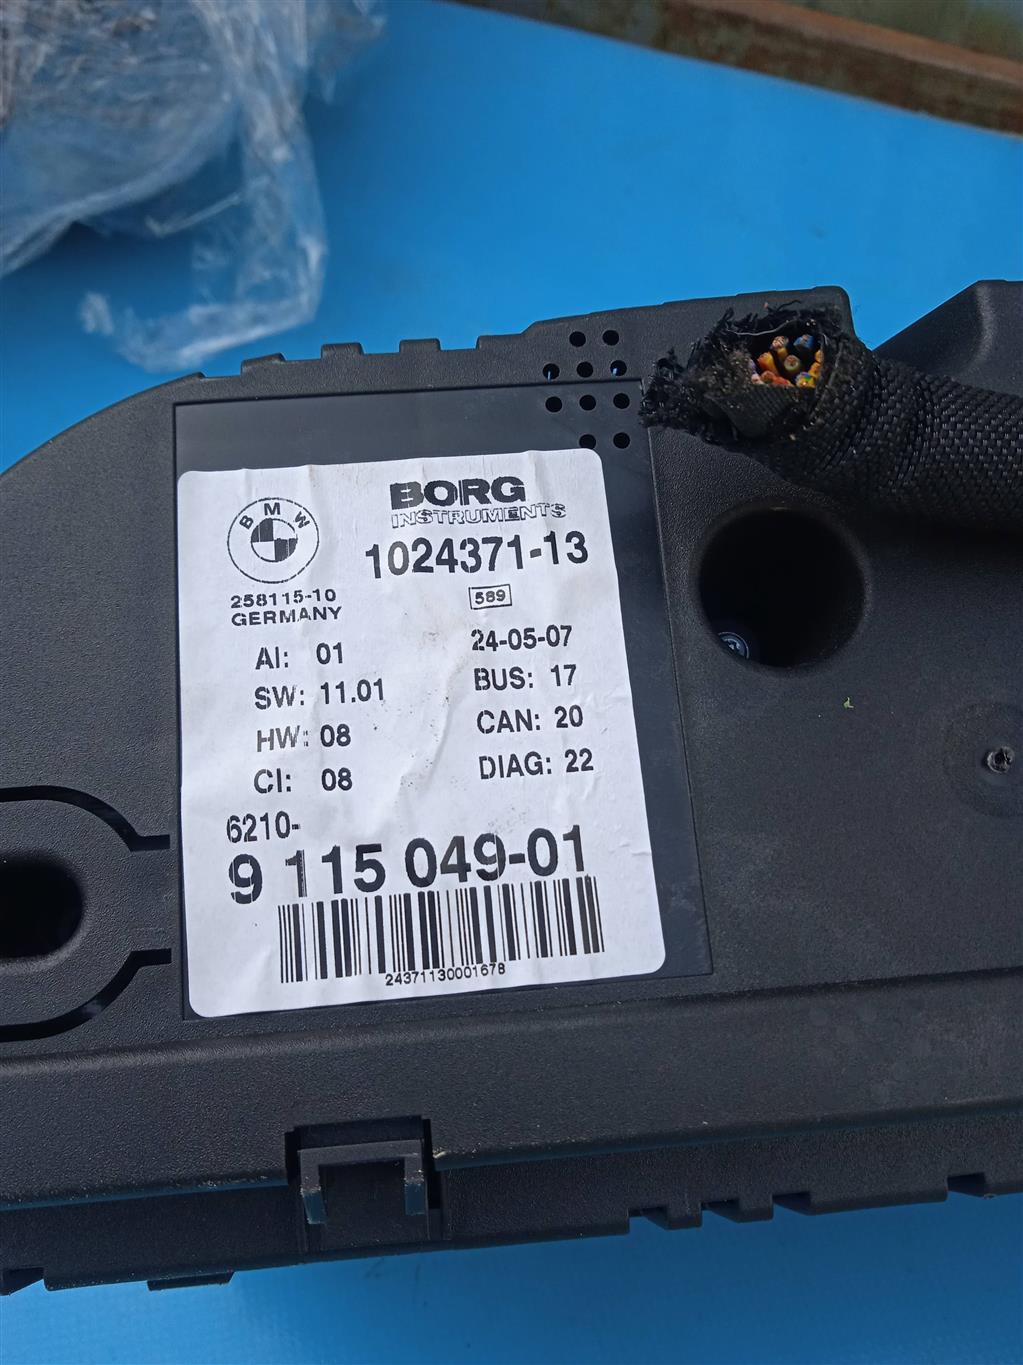 BMW
BORG
INSTRUMENTS
1024371-13
258115-10
GERMANY
589
AI: 01
24-05-07
SW: 11.01
BUS: 17
HW: 08
CAN: 20
CI: 08
DIAG: 22
6210-
9 115 049-01
24371130001678